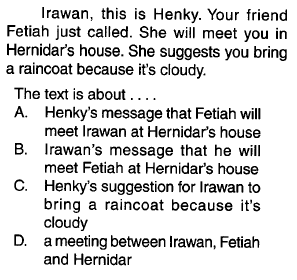 Irawan, this is Henky. Your friend
Fetiah just called. She will meet you in
Hernidar's house. She suggests you bring
a raincoat because it's cloudy.
The text is about . . . .
A. Henky's message that Fetiah will
meet Irawan at Hernidar's house
B. Irawan's message that he will
meet Fetiah at Hernidar's house
C. Henky's suggestion for Irawan to
bring a raincoat because it's
cloudy
D. a meeting between Irawan, Fetiah
and Hernidar